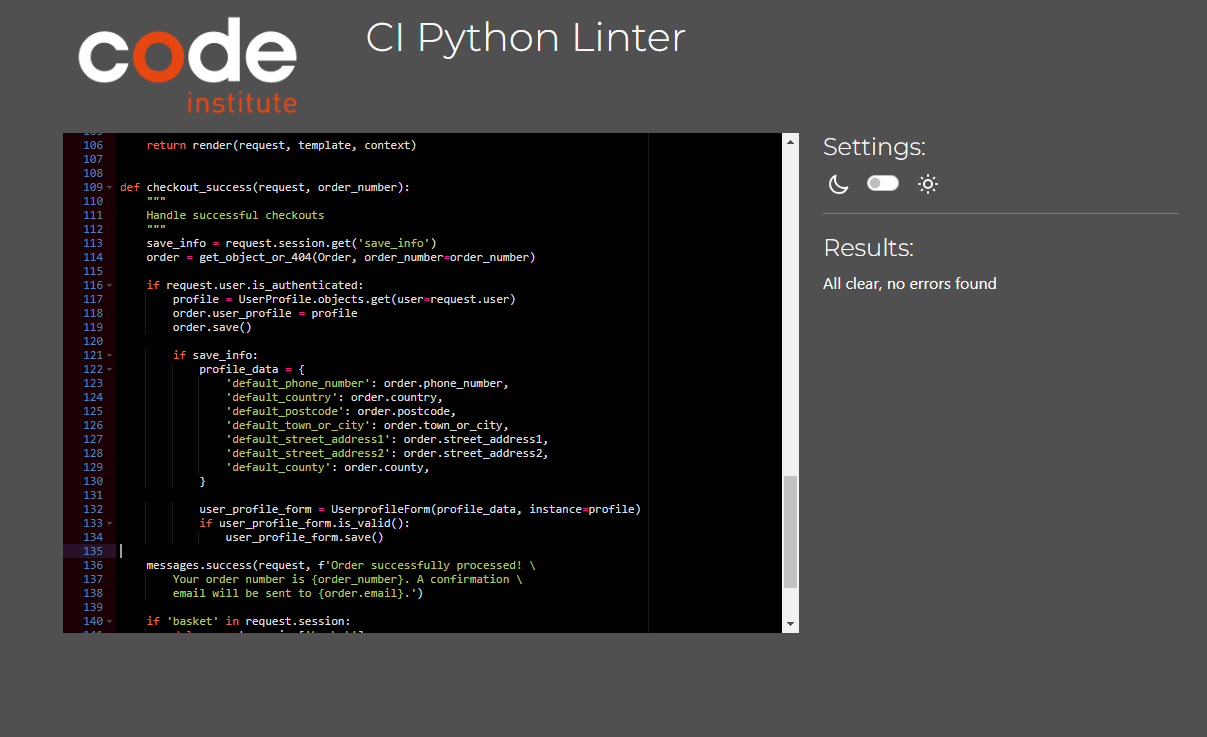 code
institute
CI Python Linter
106 return render(request, template, context)
107
108
109 def checkout_success(request, order_number):
110 """
111 Handle successful checkouts
112 """
113 save_info = request.session.get('save_info')
114 order = get_object_or_404(Order, order_number=order_number)
115
116 if request.user.is_authenticated:
117 profile = UserProfile.objects.get(user=request.user)
118 order.user_profile = profile
119 order.save()
120
121 if save_info:
122 profile_data = {
123 'default_phone_number': order.phone_number,
124 'default_country': order.country,
125 'default_postcode': order.postcode,
126 'default_town_or_city': order.town_or_city,
127 'default_street_address1': order.street_address1,
128 'default_street_address2': order.street_address2,
129 'default_county': order.county,
130 }
131
132 user_profile_form = UserprofileForm(profile_data, instance=profile)
133 if user_profile_form.is_valid():
134 user_profile_form.save()
135
136 messages.success(request, f'Order successfully processed! \
137 Your order number is {order_number}. A confirmation \
138 email will be sent to {order.email}.')
139
140 if 'basket' in request.session:
Settings:
Results:
All clear, no errors found